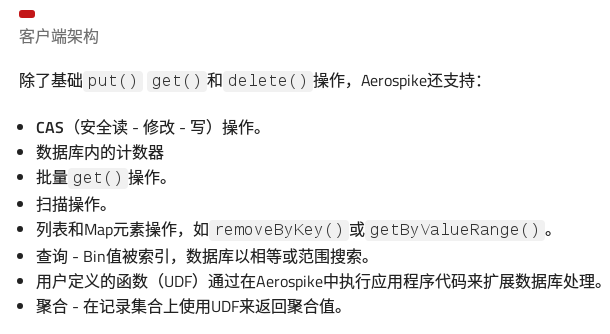 客户端架构
除了基础 put() get() 和 delete() 操作，Aerospike还支持：
CAS（安全读 - 修改 - 写）操作。
数据库内的计数器
批量 get() 操作。
扫描操作。
列表和Map元素操作，如 removeByKey() 或 getByValueRange() 。
查询 - Bin值被索引，数据库以相等或范围搜索。
用户定义的函数（UDF）通过在Aerospike中执行应用程序代码来扩展数据库处理。
聚合 - 在记录集合上使用UDF来返回聚合值。